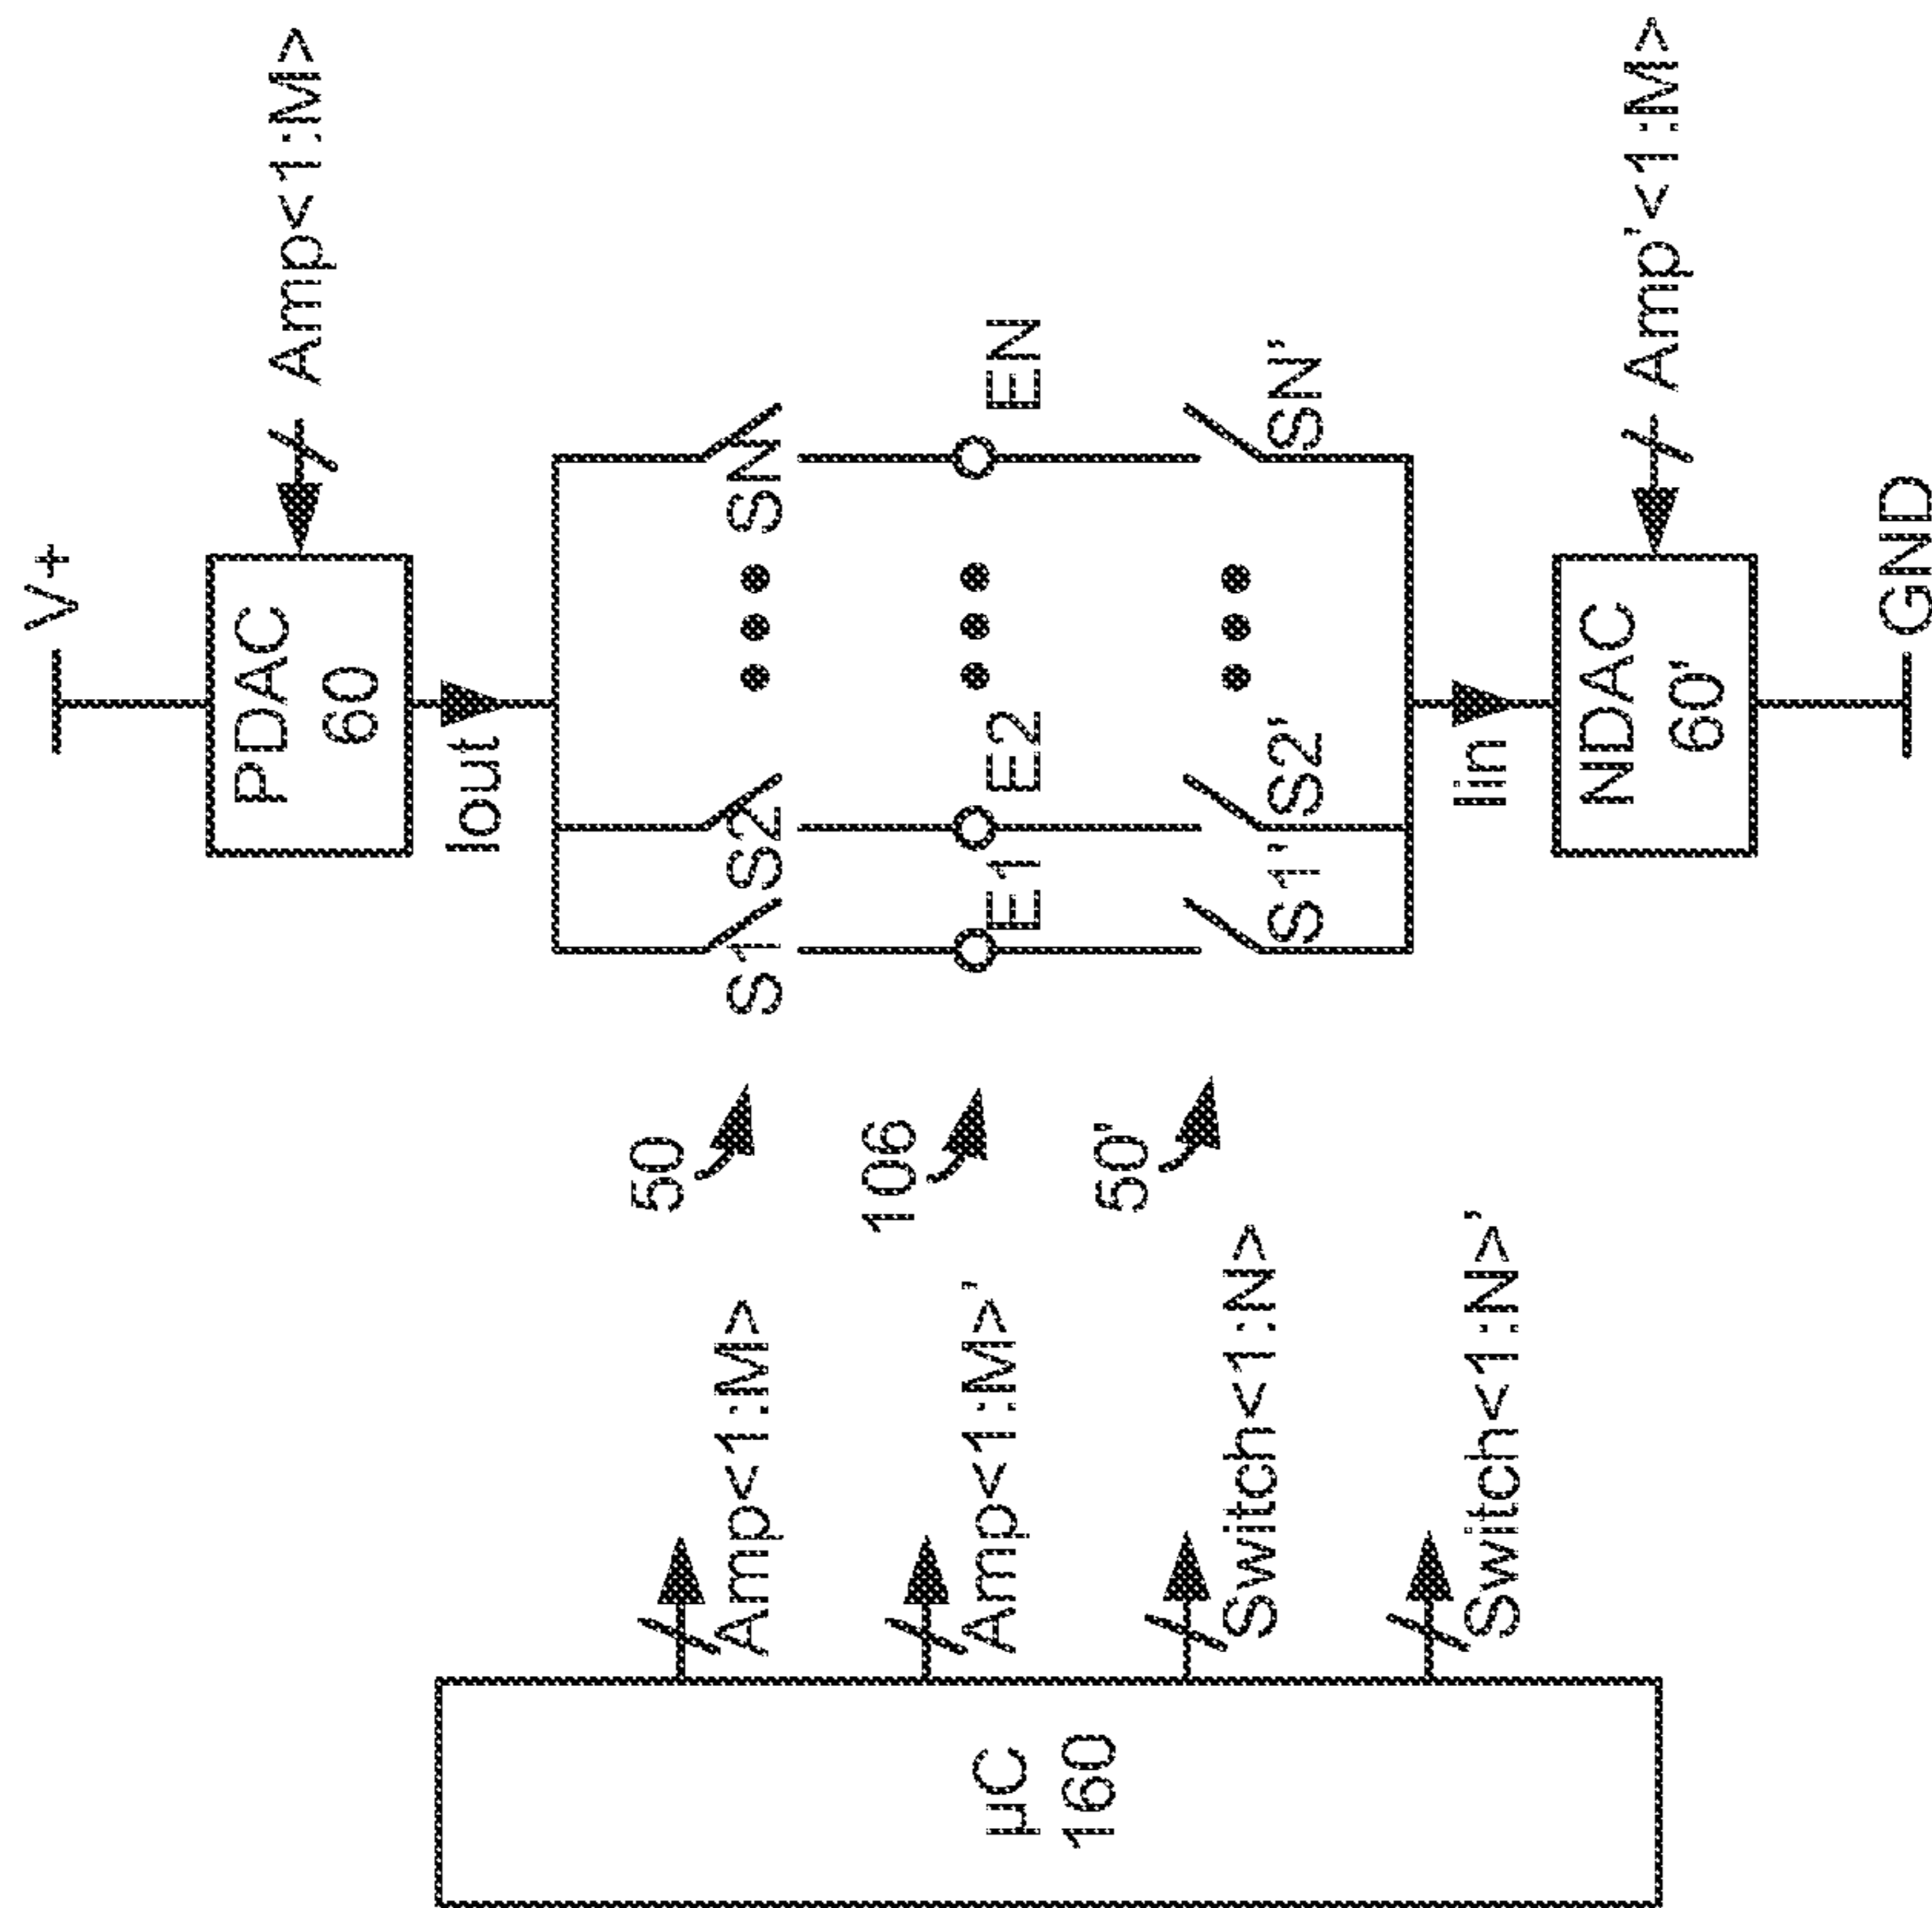 V+
PDAC
60
Amp<1:M>
Iout
S1
S2
SN
E1
E2
EN
S1'
S2'
SN'
Iin
NDAC
60'
Amp'<1:M>
GND
50
106
50'
Amp<1:M>
Amp<1:M>'
Switch<1:N>
Switch<1:N>'
µC
160